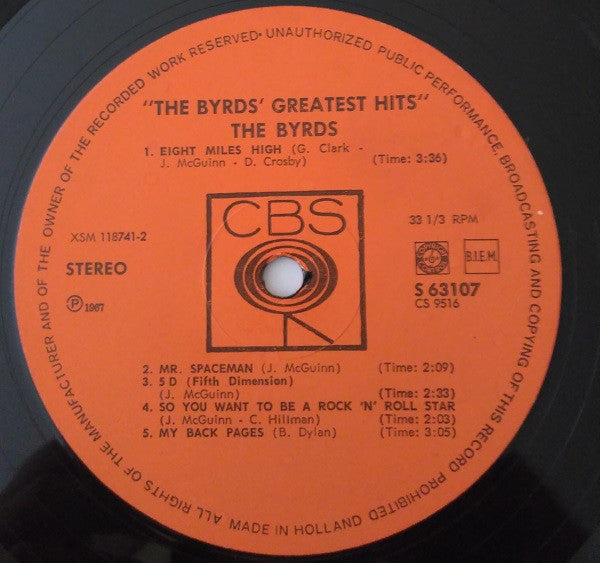 ALL RIGHTS OF THE MANUFACTURER AND OF THE OWNER OF THE RECORDED WORK RESERVED · UNAUTHORIZED PUBLIC PERFORMANCE, BROADCASTING AND COPYING OF THIS RECORD PROHIBITED
"THE BYRDS' GREATEST HITS"
THE BYRDS
1. EIGHT MILES HIGH (G. Clark -
J. McGuinn - D. Crosby) (Time: 3:36)
CBS
XSM 118741-2
33 1/3 RPM
STEREO
B.I.E.M.
S 63107
CS 9516
Ⓟ 1967
2. MR. SPACEMAN (J. McGuinn) (Time: 2:09)
3. 5 D (Fifth Dimension)
(J. McGuinn) (Time: 2:33)
4. SO YOU WANT TO BE A ROCK 'N' ROLL STAR
(J. McGuinn - C. Hillman) (Time: 2:03)
5. MY BACK PAGES (B. Dylan) (Time: 3:05)
MADE IN HOLLAND